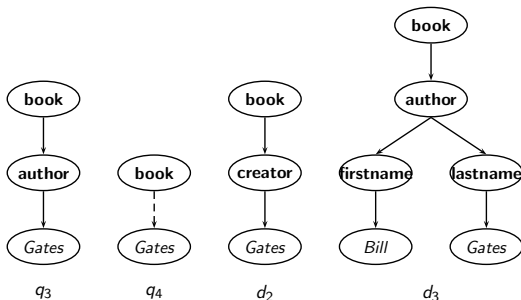 book
book book author
author book creator firstname lastname
Gates Gates Gates Bill Gates
q3 q4 d2 d3